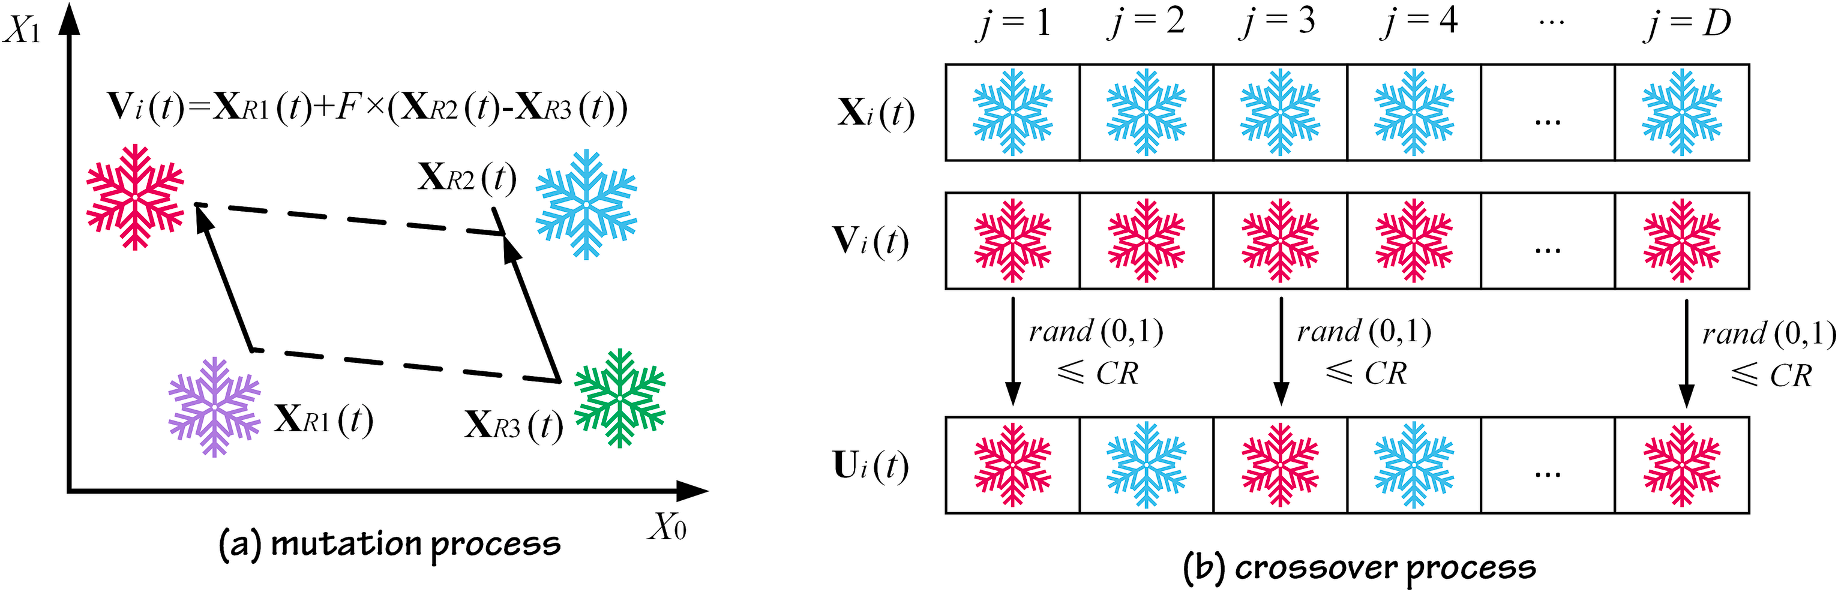 X1
Vi(t)=XR1(t)+F×(XR2(t)-XR3(t))
XR2(t)
XR1(t)
XR3(t)
X0
(a) mutation process
j = 1 j = 2 j = 3 j = 4 ... j = D
Xi(t) ...
Vi(t) ...
rand (0,1) rand (0,1) rand (0,1)
≤ CR ≤ CR ≤ CR
Ui(t) ...
(b) crossover process